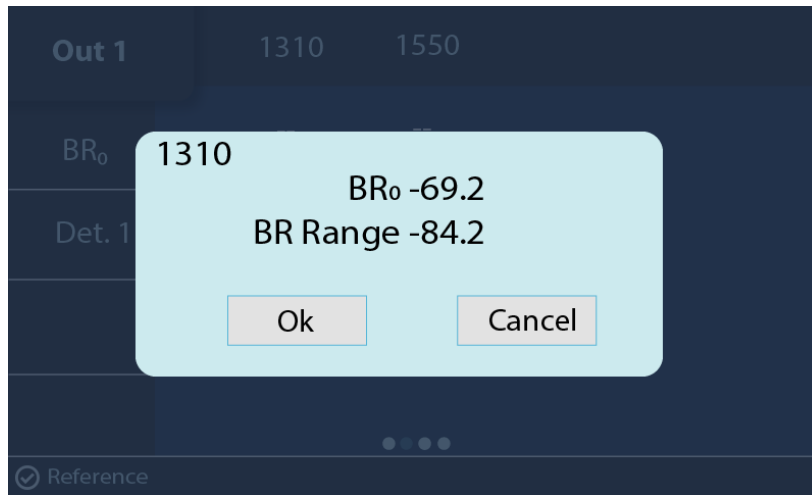 Out 1 1310 1550
BR₀
Det. 1
1310
BR₀ -69.2
BR Range -84.2
Ok Cancel
Reference